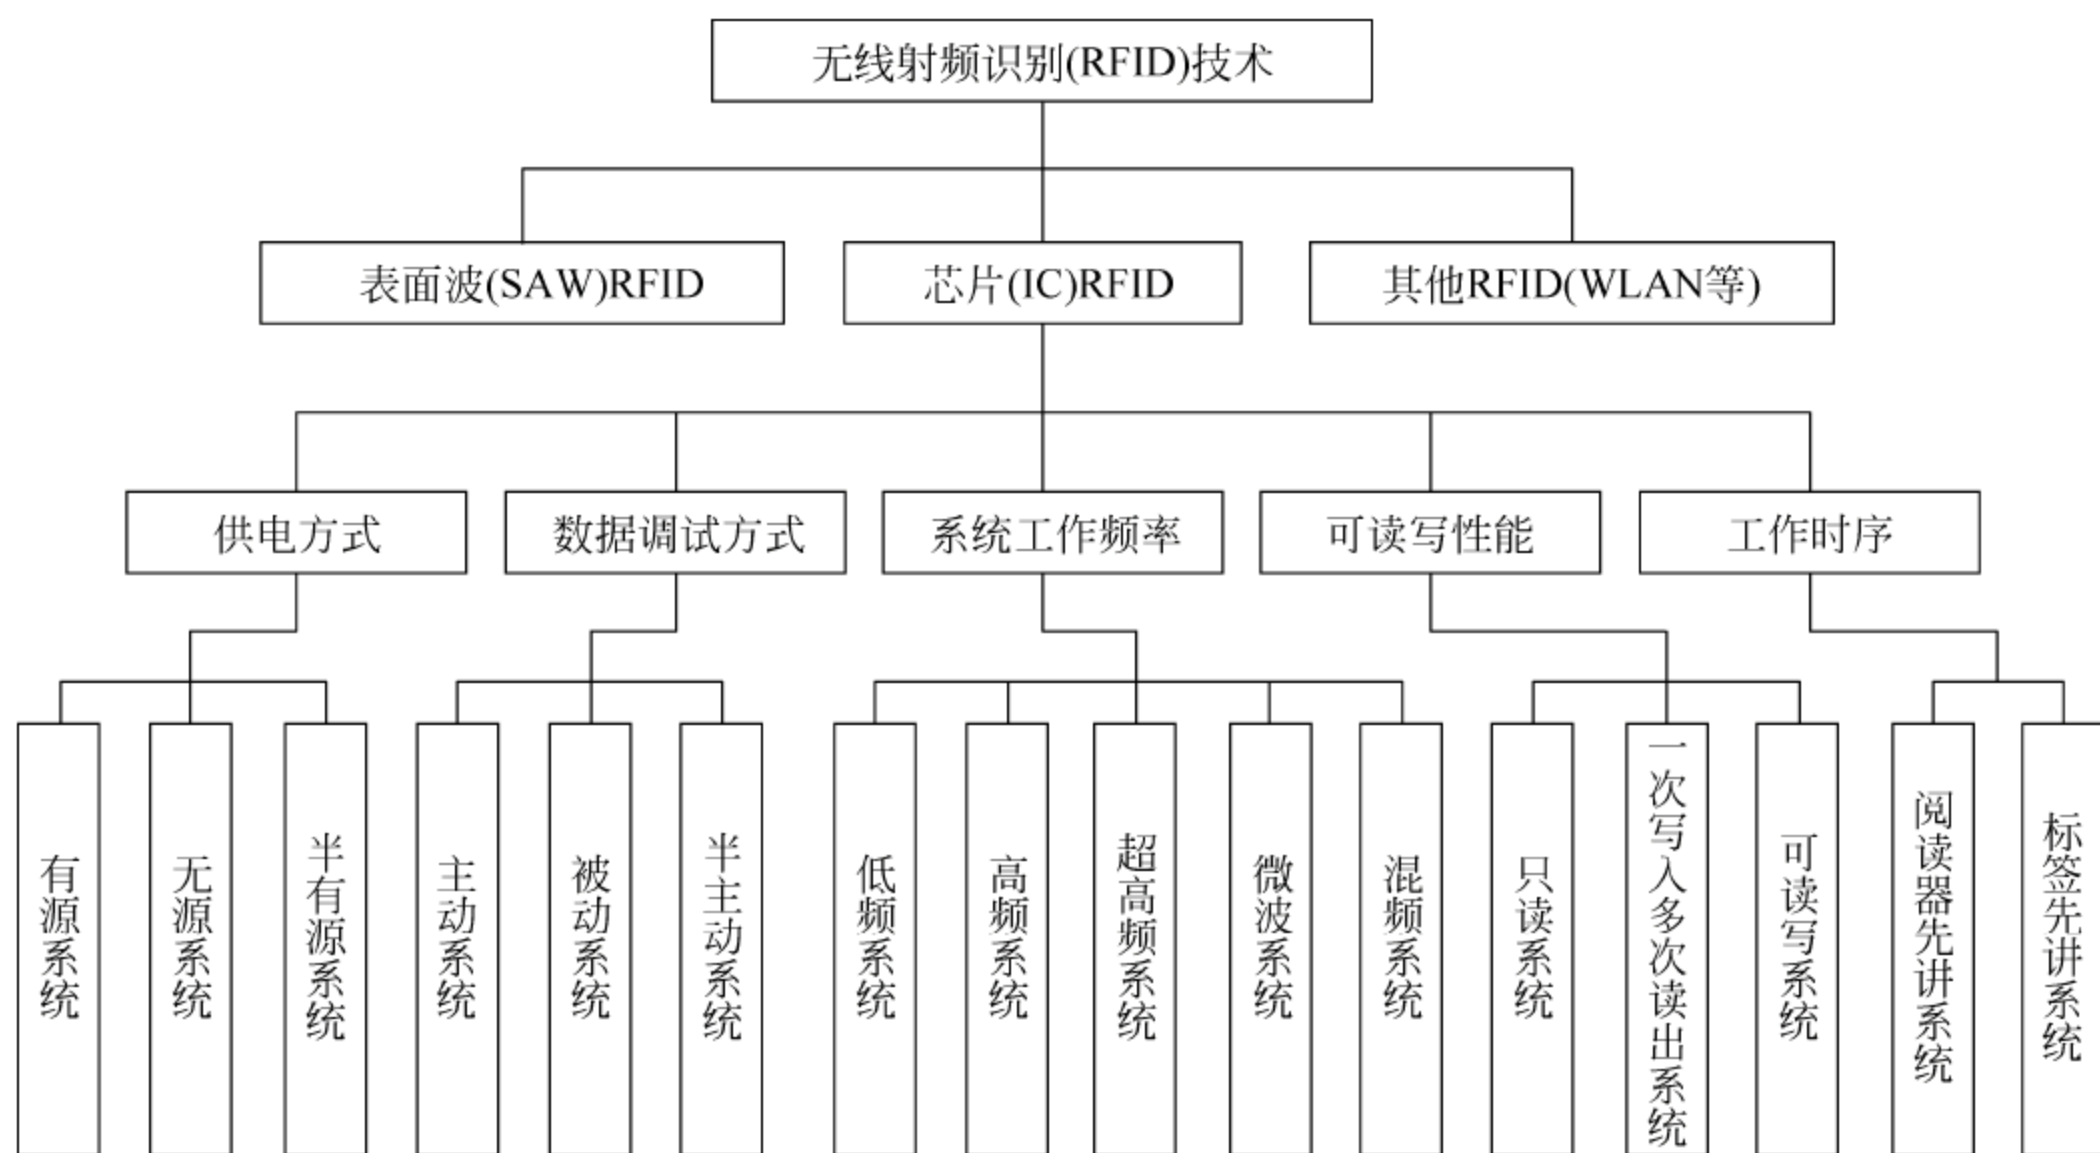 无线射频识别(RFID)技术
表面波(SAW)RFID
芯片(IC)RFID
其他RFID(WLAN等)
供电方式
数据调试方式
系统工作频率
可读写性能
工作时序
有源系统
无源系统
半有源系统
主动系统
被动系统
半主动系统
低频系统
高频系统
超高频系统
微波系统
混频系统
只读系统
一次写入多次读出系统
可读写系统
阅读器先讲系统
标签先讲系统